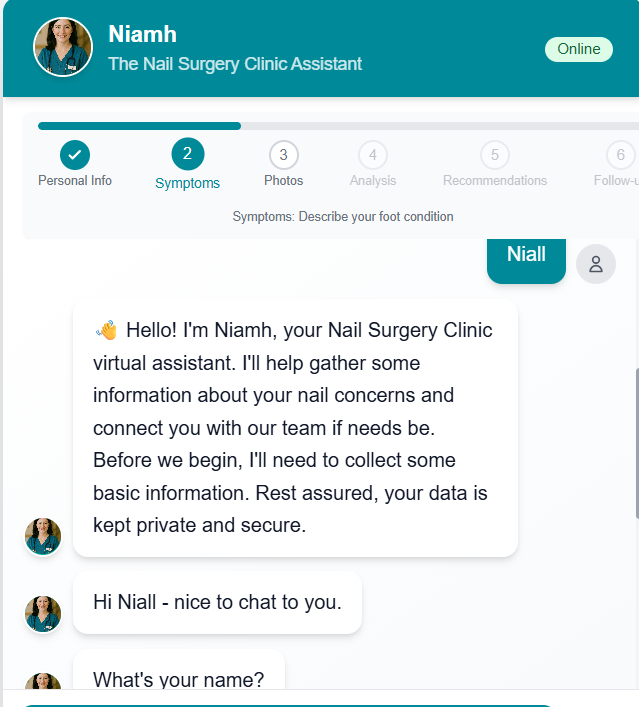 Niamh
The Nail Surgery Clinic Assistant
Online
2
3
4
5
6
Personal Info
Symptoms
Photos
Analysis
Recommendations
Symptoms: Describe your foot condition
Niall
👋 Hello! I'm Niamh, your Nail Surgery Clinic
virtual assistant. I'll help gather some
information about your nail concerns and
connect you with our team if needs be.
Before we begin, I'll need to collect some
basic information. Rest assured, your data is
kept private and secure.
Hi Niall - nice to chat to you.
What's your name?